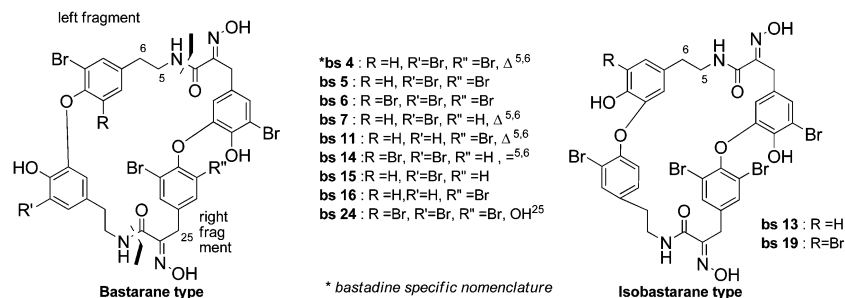 left fragment
OH
N
Br
6
H
N
5
O
O
R
Br
O
OH
HO
Br
R"
R'
O
N
H
25
right
frag
ment
N
OH
Bastarane type
*bs 4 : R =H, R'=Br, R" =Br, Δ5,6
bs 5 : R =H, R'=Br, R" =Br
bs 6 : R =Br, R'=Br, R" =Br
bs 7 : R =H, R'=Br, R" =H, Δ5,6
bs 11 : R =H, R'=H, R" =Br, Δ5,6
bs 14 : R =Br, R'=Br, R" =H , =5,6
bs 15 : R =H, R'=Br, R" =H
bs 16 : R =H,R'=H, R" =Br
bs 24 : R =Br, R'=Br, R" =Br, OH25
* bastadine specific nomenclature
OH
N
R
6
H
N
5
O
HO
O
O
Br
OH
Br
Br
Br
O
O
N
H
N
OH
bs 13 : R =H
bs 19 : R=Br
Isobastarane type